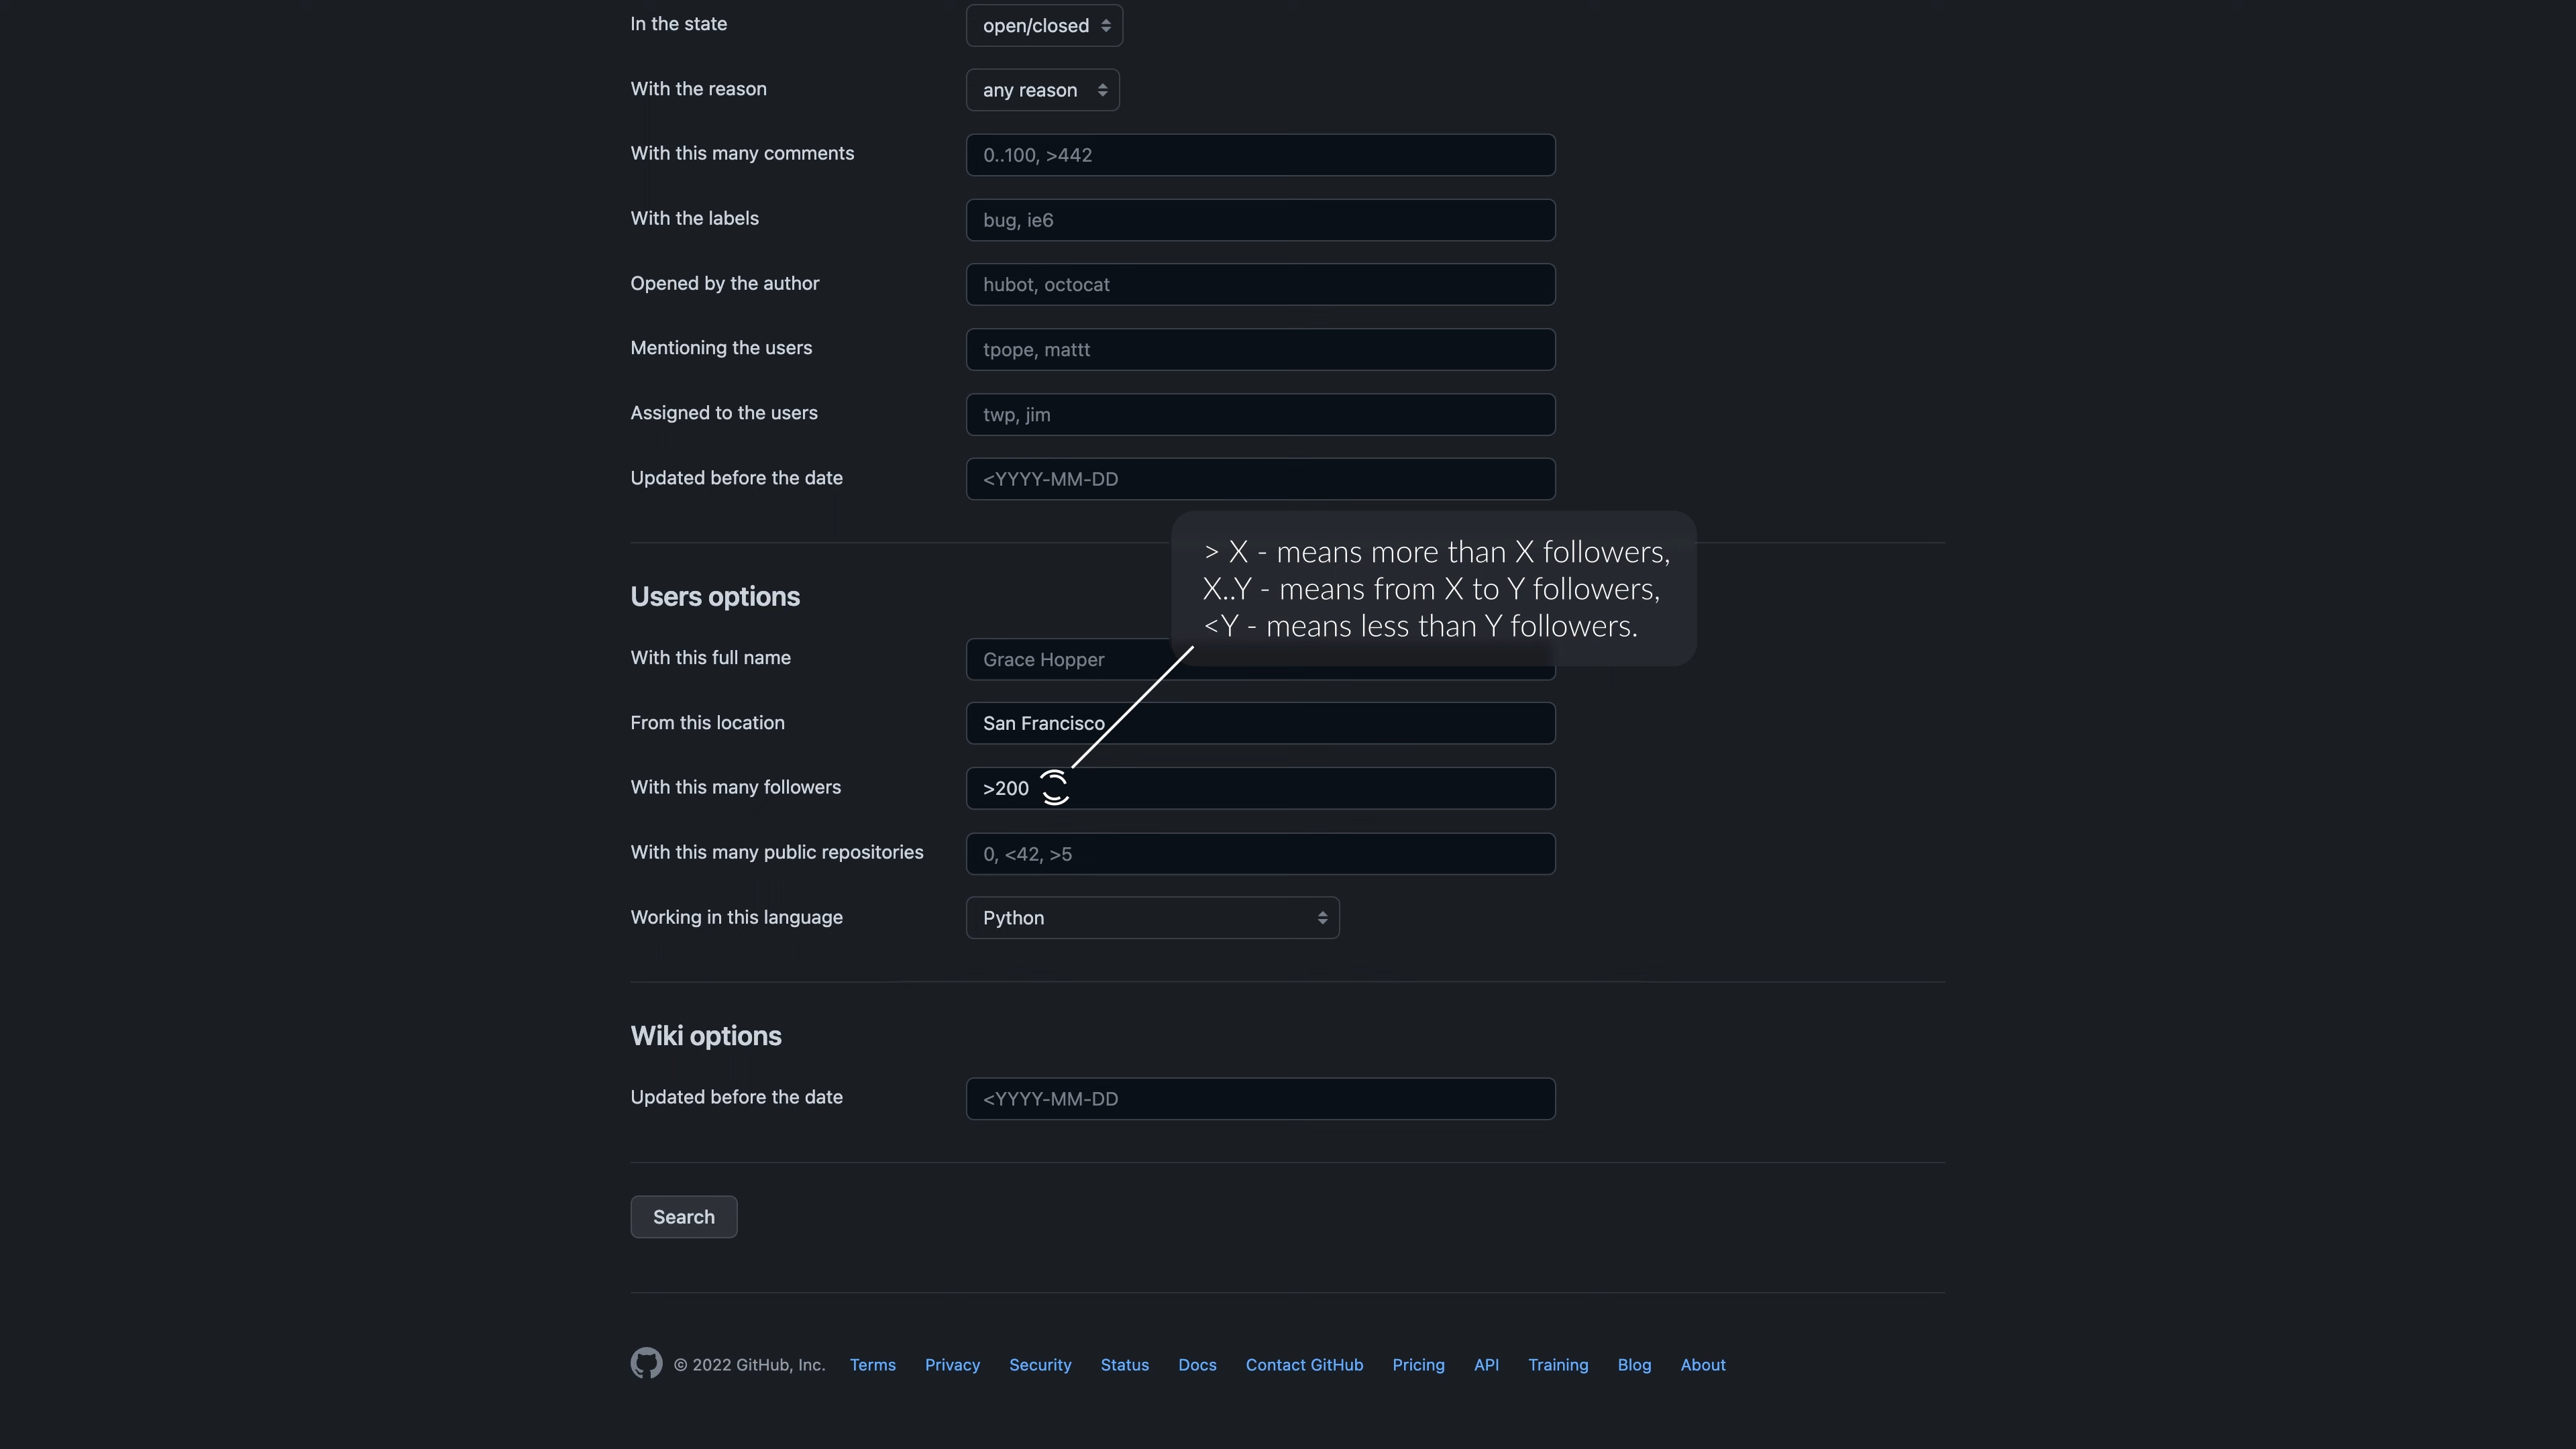 In the state
open/closed
With the reason
any reason
With this many comments
0..100, >442
With the labels
bug, ie6
Opened by the author
hubot, octocat
Mentioning the users
tpope, mattt
Assigned to the users
twp, jim
Updated before the date
<YYYY-MM-DD
> X - means more than X followers,
X..Y - means from X to Y followers,
<Y - means less than Y followers.
Users options
With this full name
Grace Hopper
From this location
San Francisco
With this many followers
>200
With this many public repositories
0, <42, >5
Working in this language
Python
Wiki options
Updated before the date
<YYYY-MM-DD
Search
© 2022 GitHub, Inc. Terms Privacy Security Status Docs Contact GitHub Pricing API Training Blog About